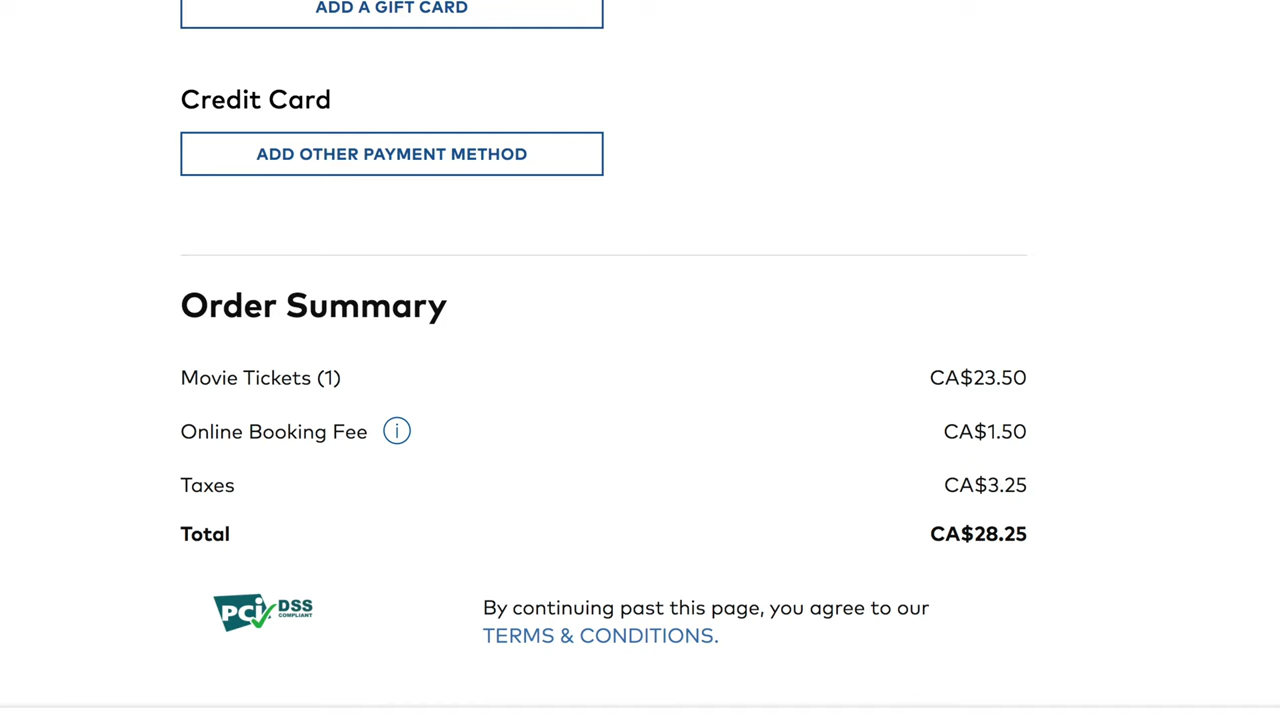 ADD A GIFT CARD
Credit Card
ADD OTHER PAYMENT METHOD
Order Summary
Movie Tickets (1) CA$23.50
Online Booking Fee i CA$1.50
Taxes CA$3.25
Total CA$28.25
PCi DSS COMPLIANT
By continuing past this page, you agree to our
TERMS & CONDITIONS.